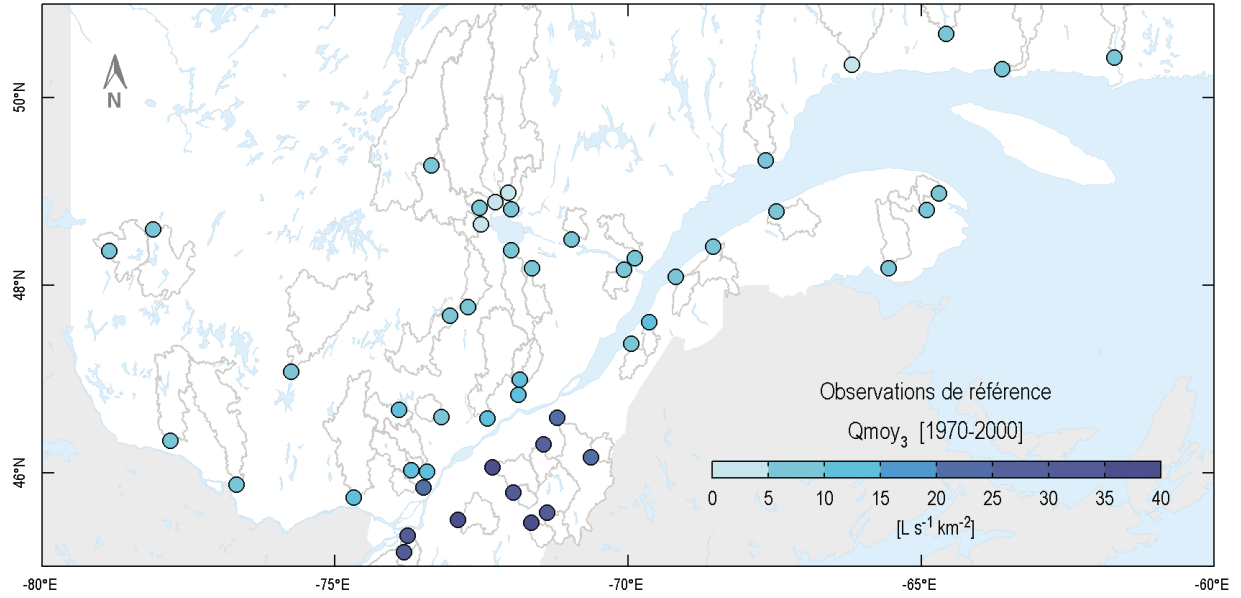 N
50°N
48°N
46°N
Observations de référence
Qmoy₃ [1970-2000]
0 5 10 15 20 25 30 35 40
[L s⁻¹ km⁻²]
-80°E -75°E -70°E -65°E -60°E